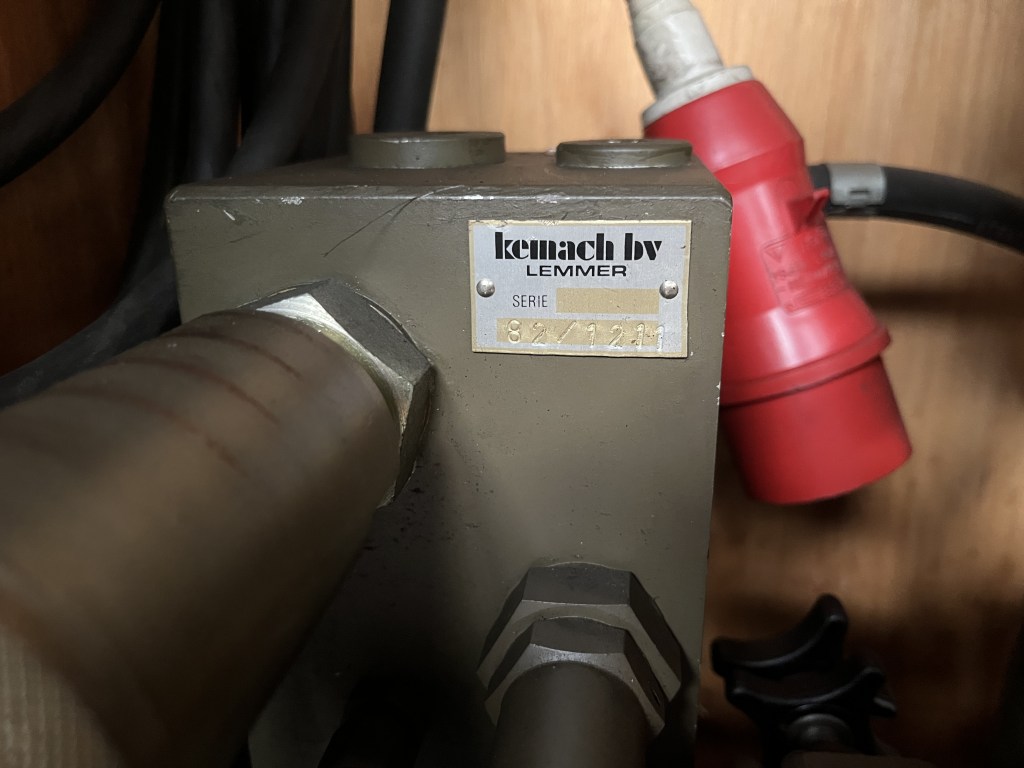 kemach bv
LEMMER
SERIE
82/1211